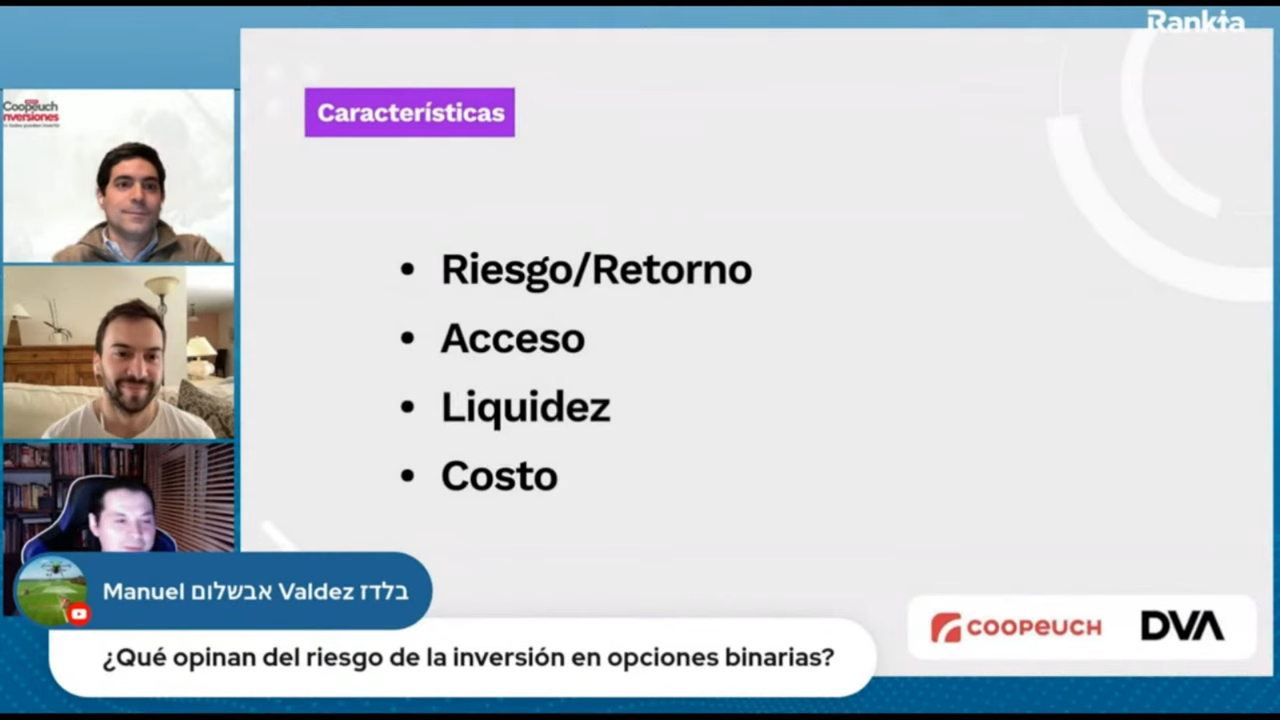 Rankia
Coopeuch
Inversiones
Características
• Riesgo/Retorno
• Acceso
• Liquidez
• Costo
Manuel אבשלום Valdez בלדז
¿Qué opinan del riesgo de la inversión en opciones binarias?
COOPEUCH
DVA